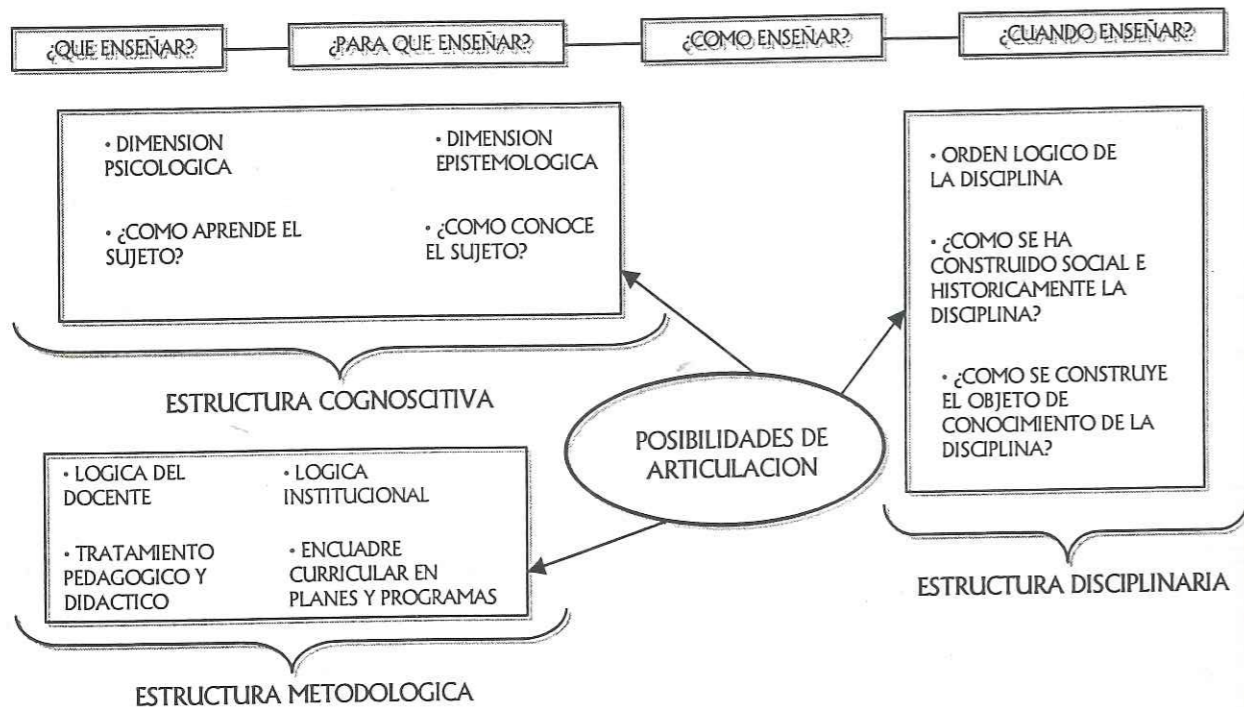 ¿QUE ENSEÑAR?
¿PARA QUE ENSEÑAR?
¿COMO ENSEÑAR?
¿CUANDO ENSEÑAR?
• DIMENSION
PSICOLOGICA
• DIMENSION
EPISTEMOLOGICA
• ¿COMO APRENDE EL
SUJETO?
• ¿COMO CONOCE
EL SUJETO?
ESTRUCTURA COGNOSCITIVA
• ORDEN LOGICO DE
LA DISCIPLINA
• ¿COMO SE HA
CONSTRUIDO SOCIAL E
HISTORICAMENTE LA
DISCIPLINA?
• ¿COMO SE CONSTRUYE
EL OBJETO DE
CONOCIMIENTO DE LA
DISCIPLINA?
ESTRUCTURA DISCIPLINARIA
POSIBILIDADES DE
ARTICULACION
• LOGICA DEL
DOCENTE
• LOGICA
INSTITUCIONAL
• TRATAMIENTO
PEDAGOGICO Y
DIDACTICO
• ENCUADRE
CURRICULAR EN
PLANES Y PROGRAMAS
ESTRUCTURA METODOLOGICA